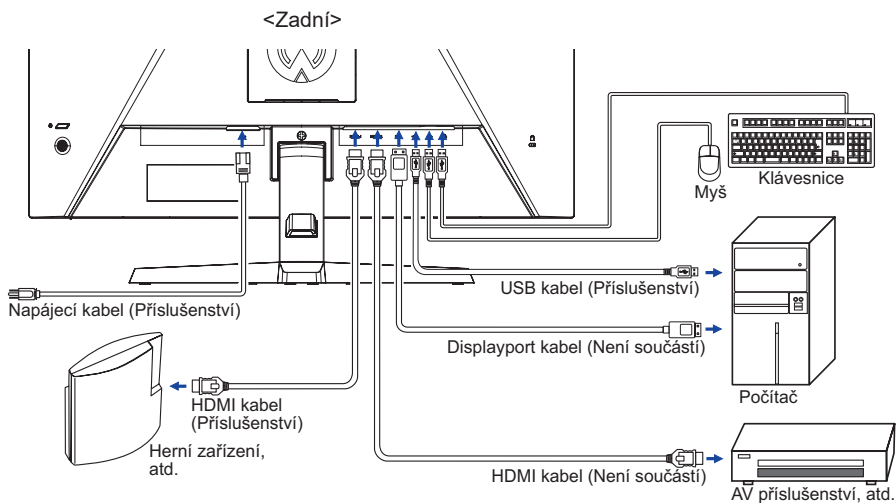 <Zadní>
Myš
Klávesnice
USB kabel (Příslušenství)
Napájecí kabel (Příslušenství)
Displayport kabel (Není součástí)
Počítač
HDMI kabel
(Příslušenství)
Herní zařízení,
atd.
HDMI kabel (Není součástí)
AV příslušenství, atd.